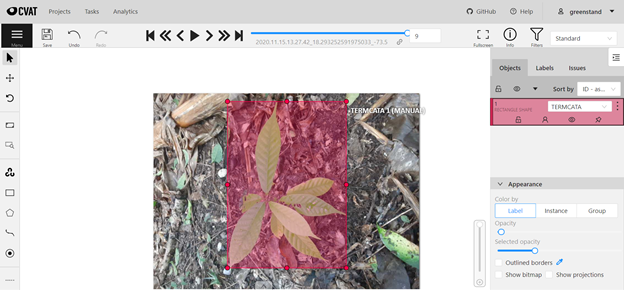 CVAT Projects Tasks Analytics GitHub Help greenstand
Menu Save Undo Redo 2020.11.15.13.27.42_18.293252591975033_-73.5 9 Fullscreen Info Filters Standard
Objects Labels Issues
Sort by ID - as...
TERMCATA 1 (MANUAL)
1 TERMCATA
RECTANGLE SHAPE
Appearance
Color by
Label Instance Group
Opacity
Selected opacity
Outlined borders
Show bitmap Show projections